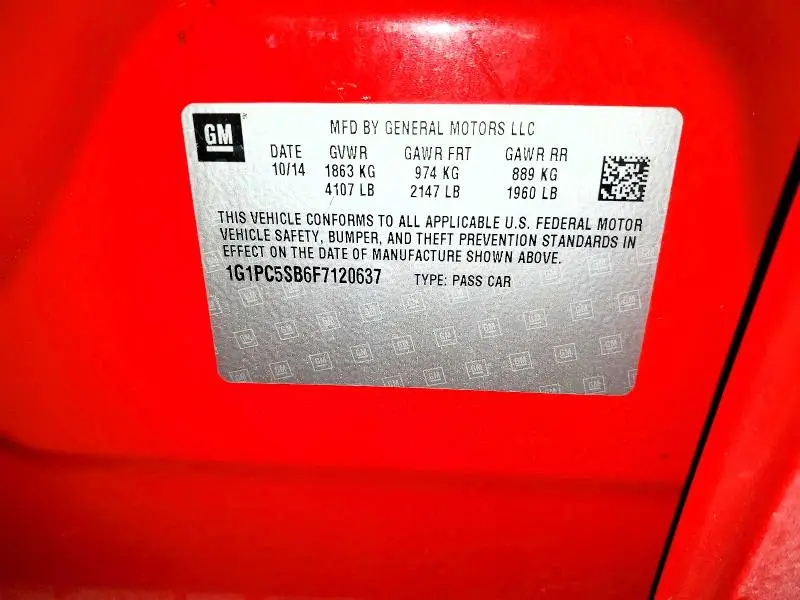 GM
MFD BY GENERAL MOTORS LLC
DATE GVWR GAWR FRT GAWR RR
10/14 1863 KG 974 KG 889 KG
4107 LB 2147 LB 1960 LB
THIS VEHICLE CONFORMS TO ALL APPLICABLE U.S. FEDERAL MOTOR
VEHICLE SAFETY, BUMPER, AND THEFT PREVENTION STANDARDS IN
EFFECT ON THE DATE OF MANUFACTURE SHOWN ABOVE.
1G1PC5SB6F7120637 TYPE: PASS CAR